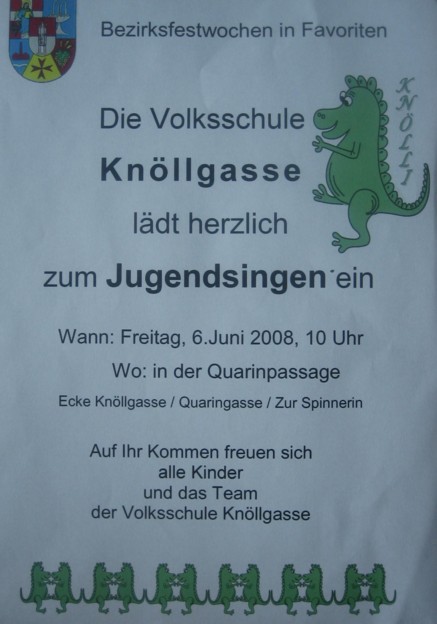 Bezirksfestwochen in Favoriten
Die Volksschule
Knöllgasse
lädt herzlich
zum Jugendsingen ein
KNÖLLI
Wann: Freitag, 6.Juni 2008, 10 Uhr
Wo: in der Quarinpassage
Ecke Knöllgasse / Quaringasse / Zur Spinnerin
Auf Ihr Kommen freuen sich
alle Kinder
und das Team
der Volksschule Knöllgasse